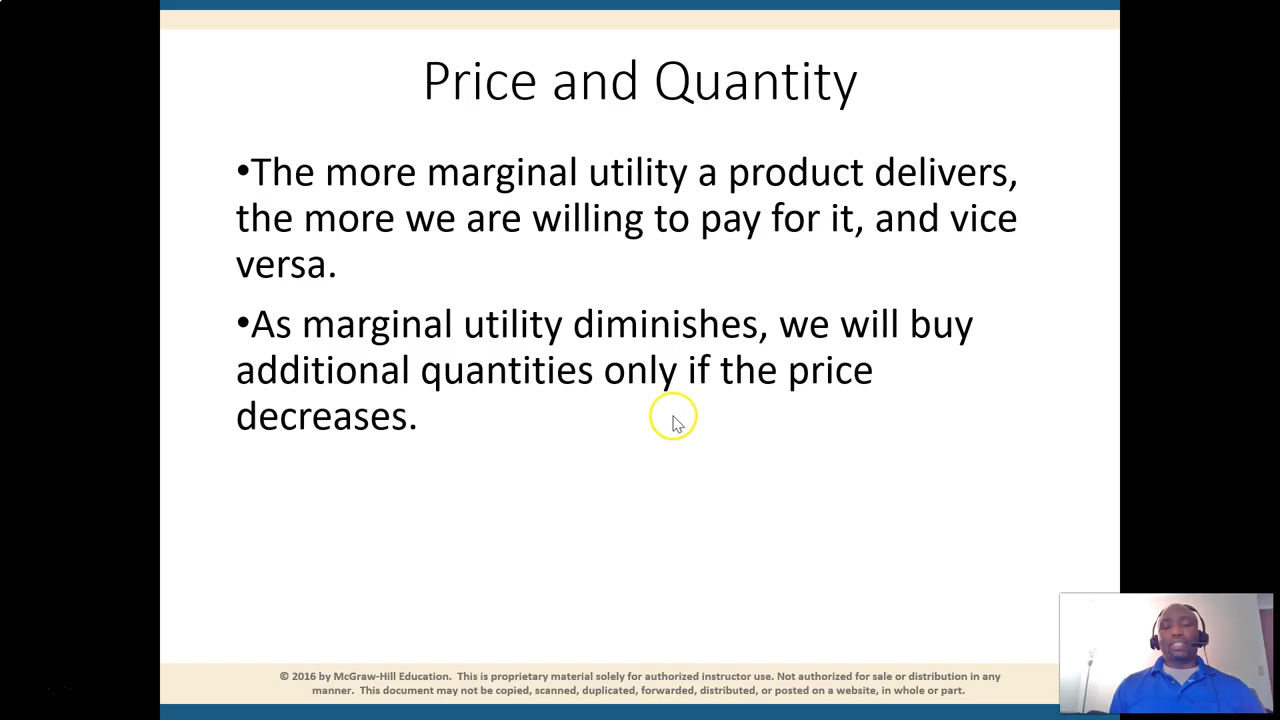 Price and Quantity
•The more marginal utility a product delivers,
the more we are willing to pay for it, and vice
versa.
•As marginal utility diminishes, we will buy
additional quantities only if the price
decreases.
© 2016 by McGraw-Hill Education.  This is proprietary material solely for authorized instructor use. Not authorized for sale or distribution in any
manner.  This document may not be copied, scanned, duplicated, forwarded, distributed, or posted on a website, in whole or part.